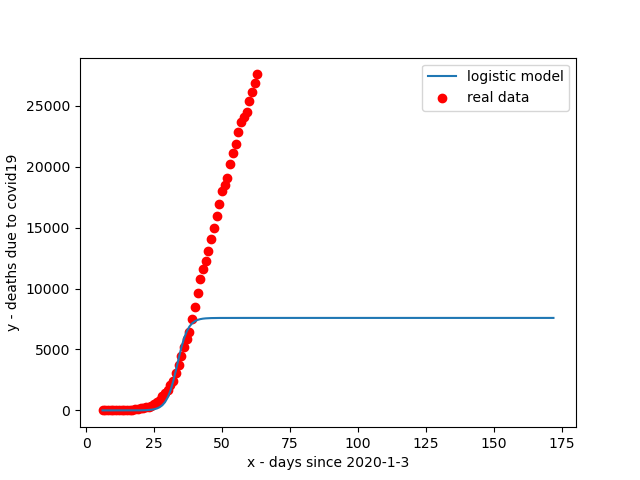 logistic model
real data
25000
20000
15000
10000
5000
0
y - deaths due to covid19
0 25 50 75 100 125 150 175
x - days since 2020-1-3